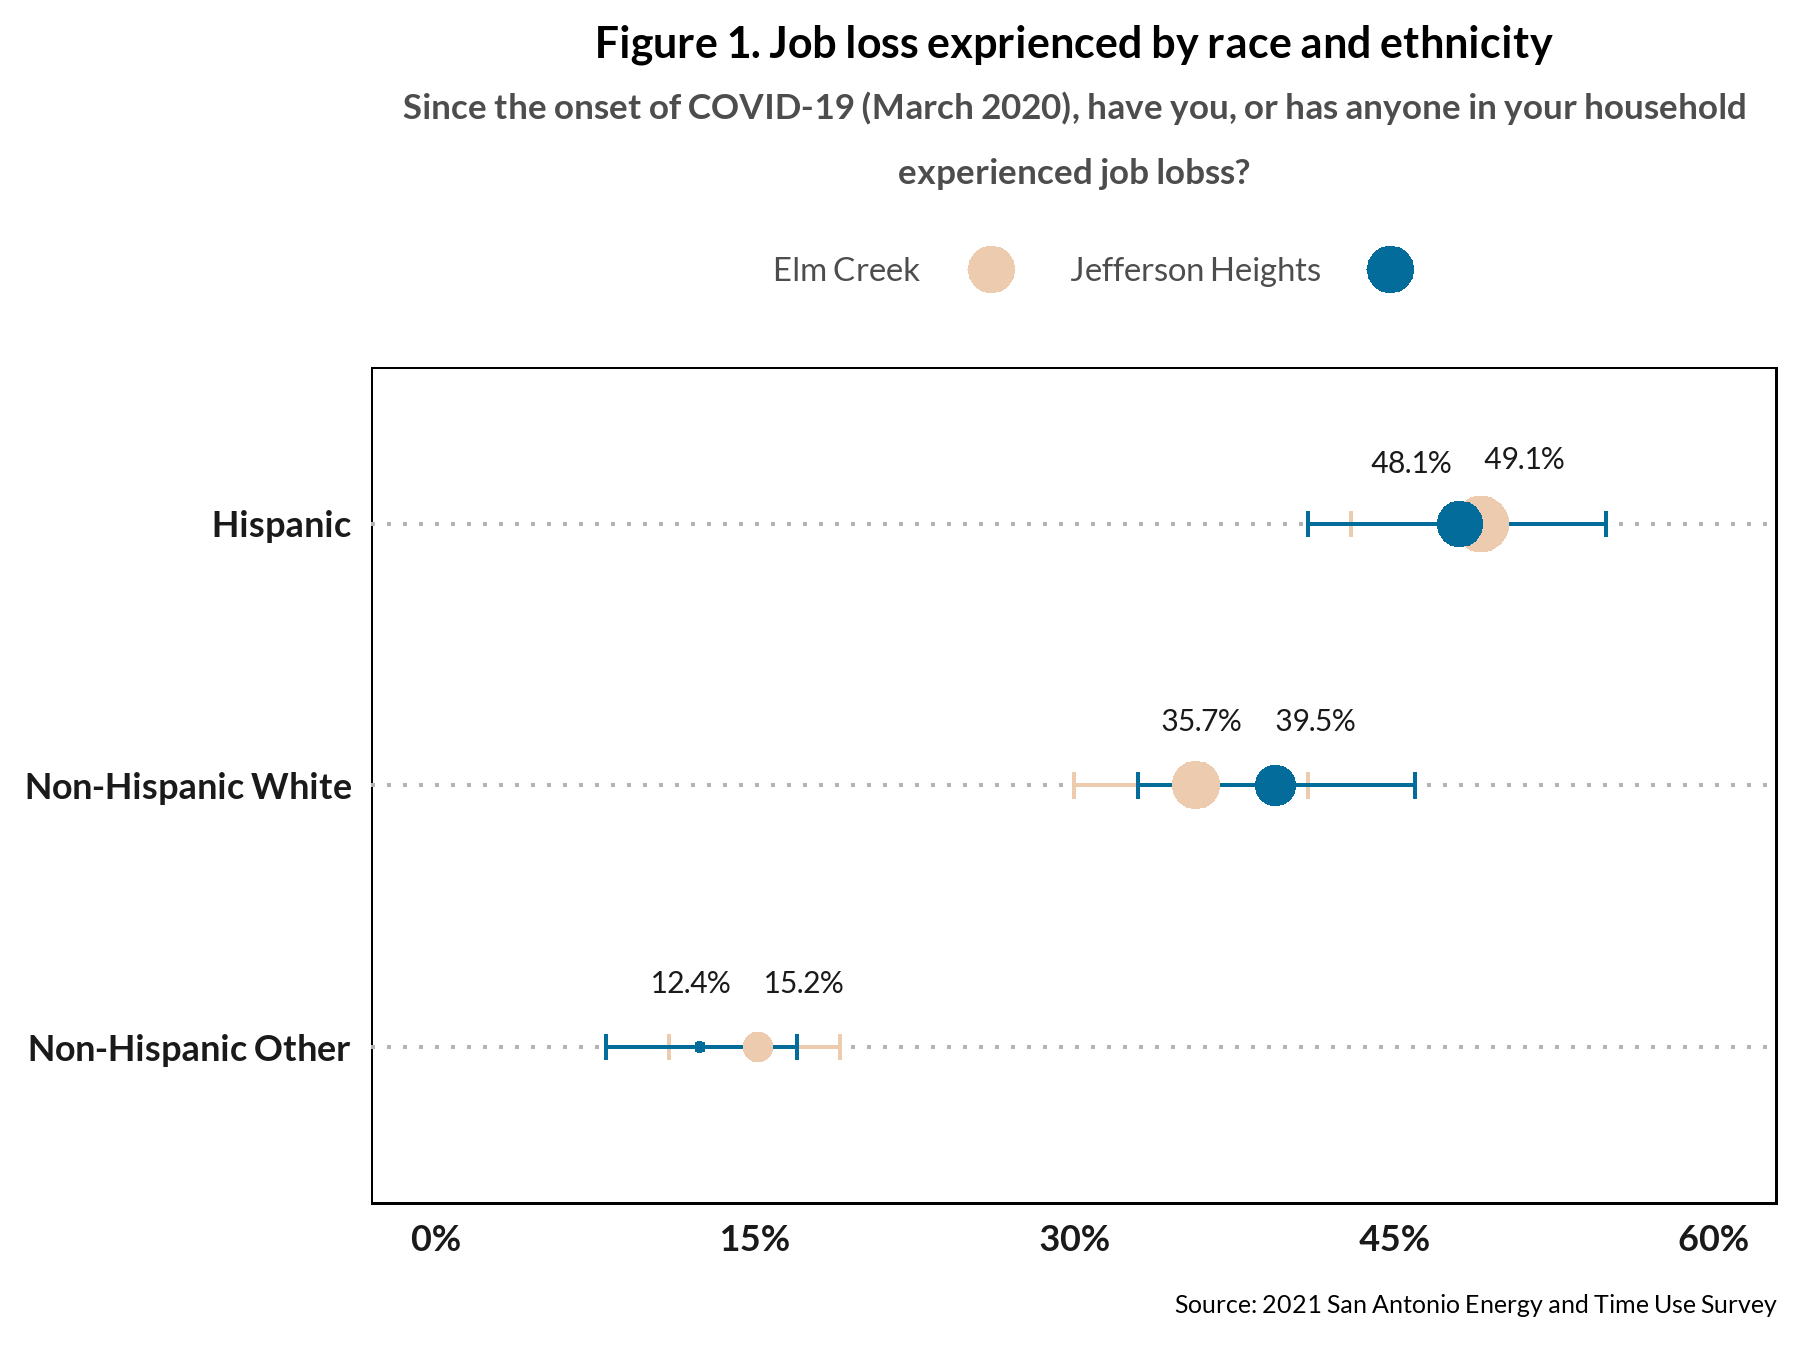 Figure 1. Job loss exprienced by race and ethnicity
Since the onset of COVID-19 (March 2020), have you, or has anyone in your household
experienced job lobss?
Elm Creek Jefferson Heights
48.1% 49.1%
Hispanic
35.7% 39.5%
Non-Hispanic White
12.4% 15.2%
Non-Hispanic Other
0% 15% 30% 45% 60%
Source: 2021 San Antonio Energy and Time Use Survey